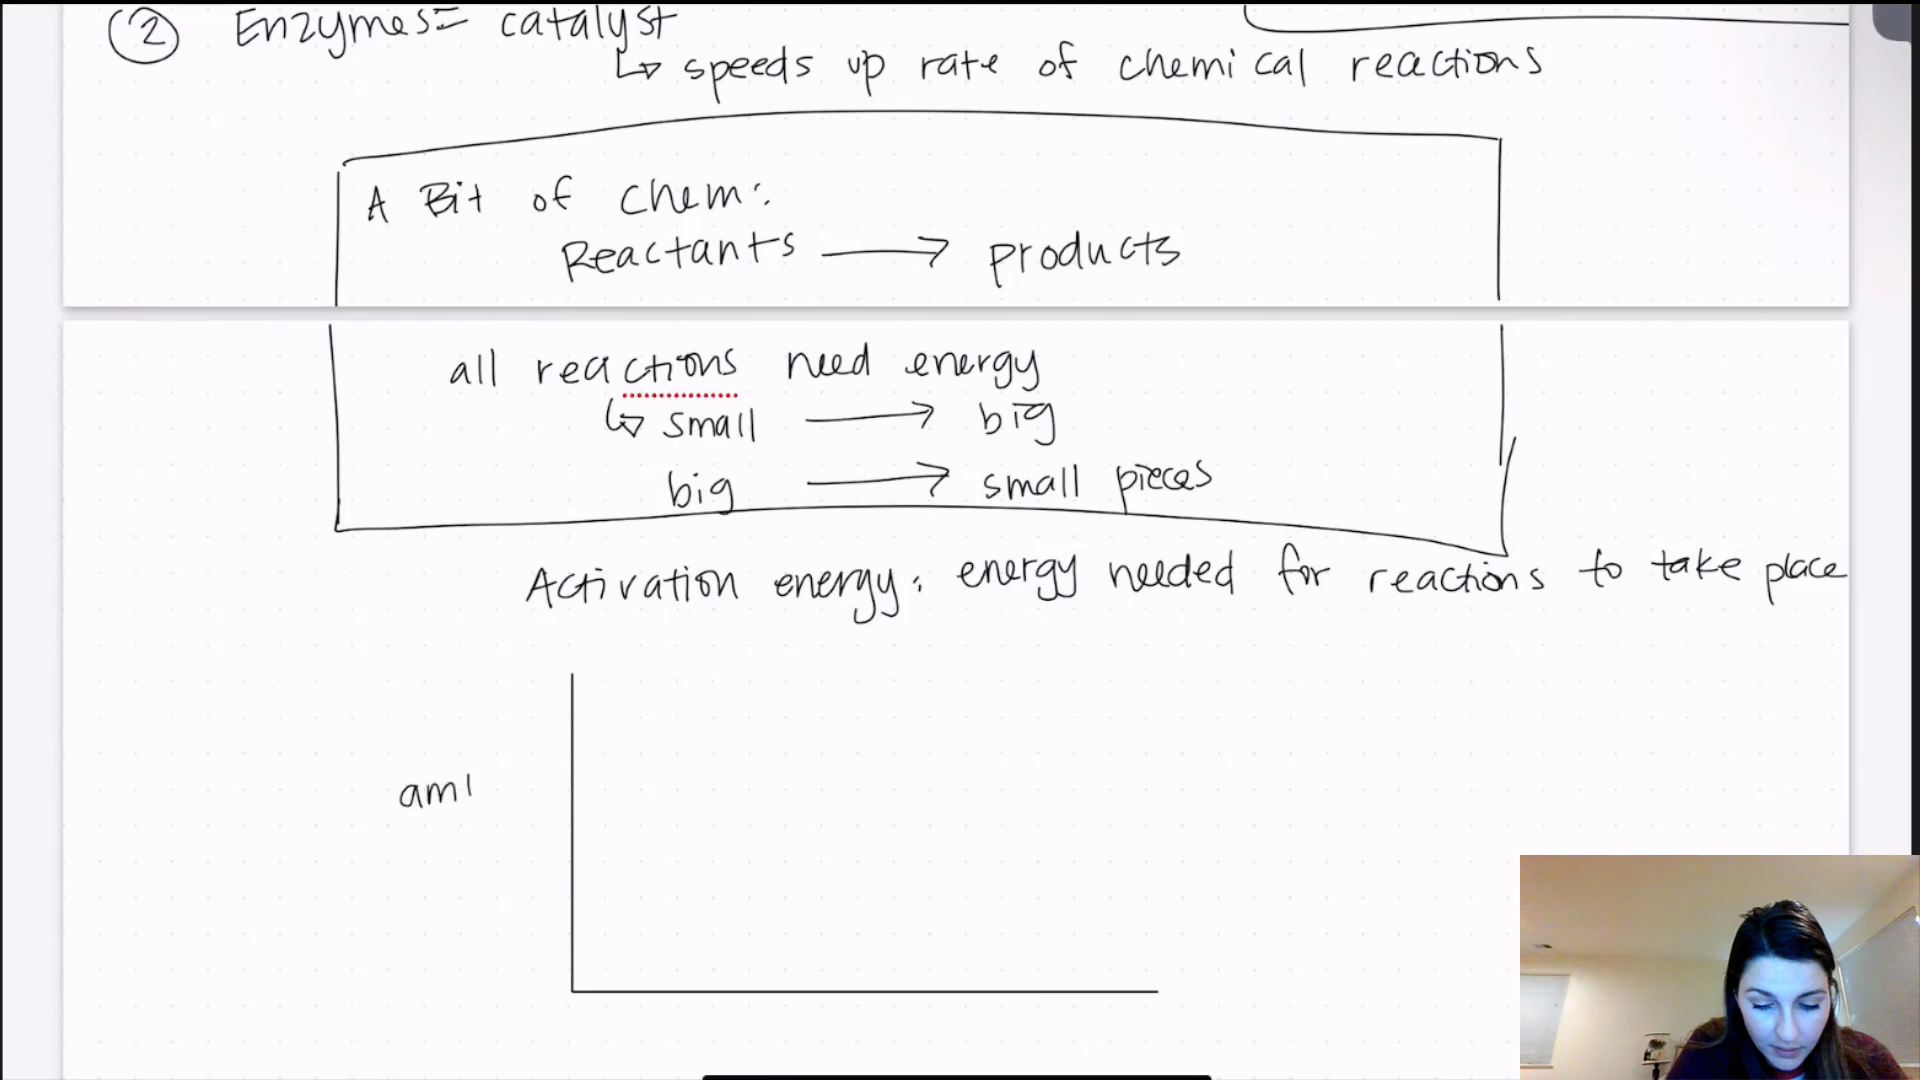 ② Enzymes = catalyst
↳ speeds up rate of chemical reactions
A Bit of Chem:
Reactants → products
all reactions need energy
↳ small → big
big → small pieces
Activation energy: energy needed for reactions to take place
am